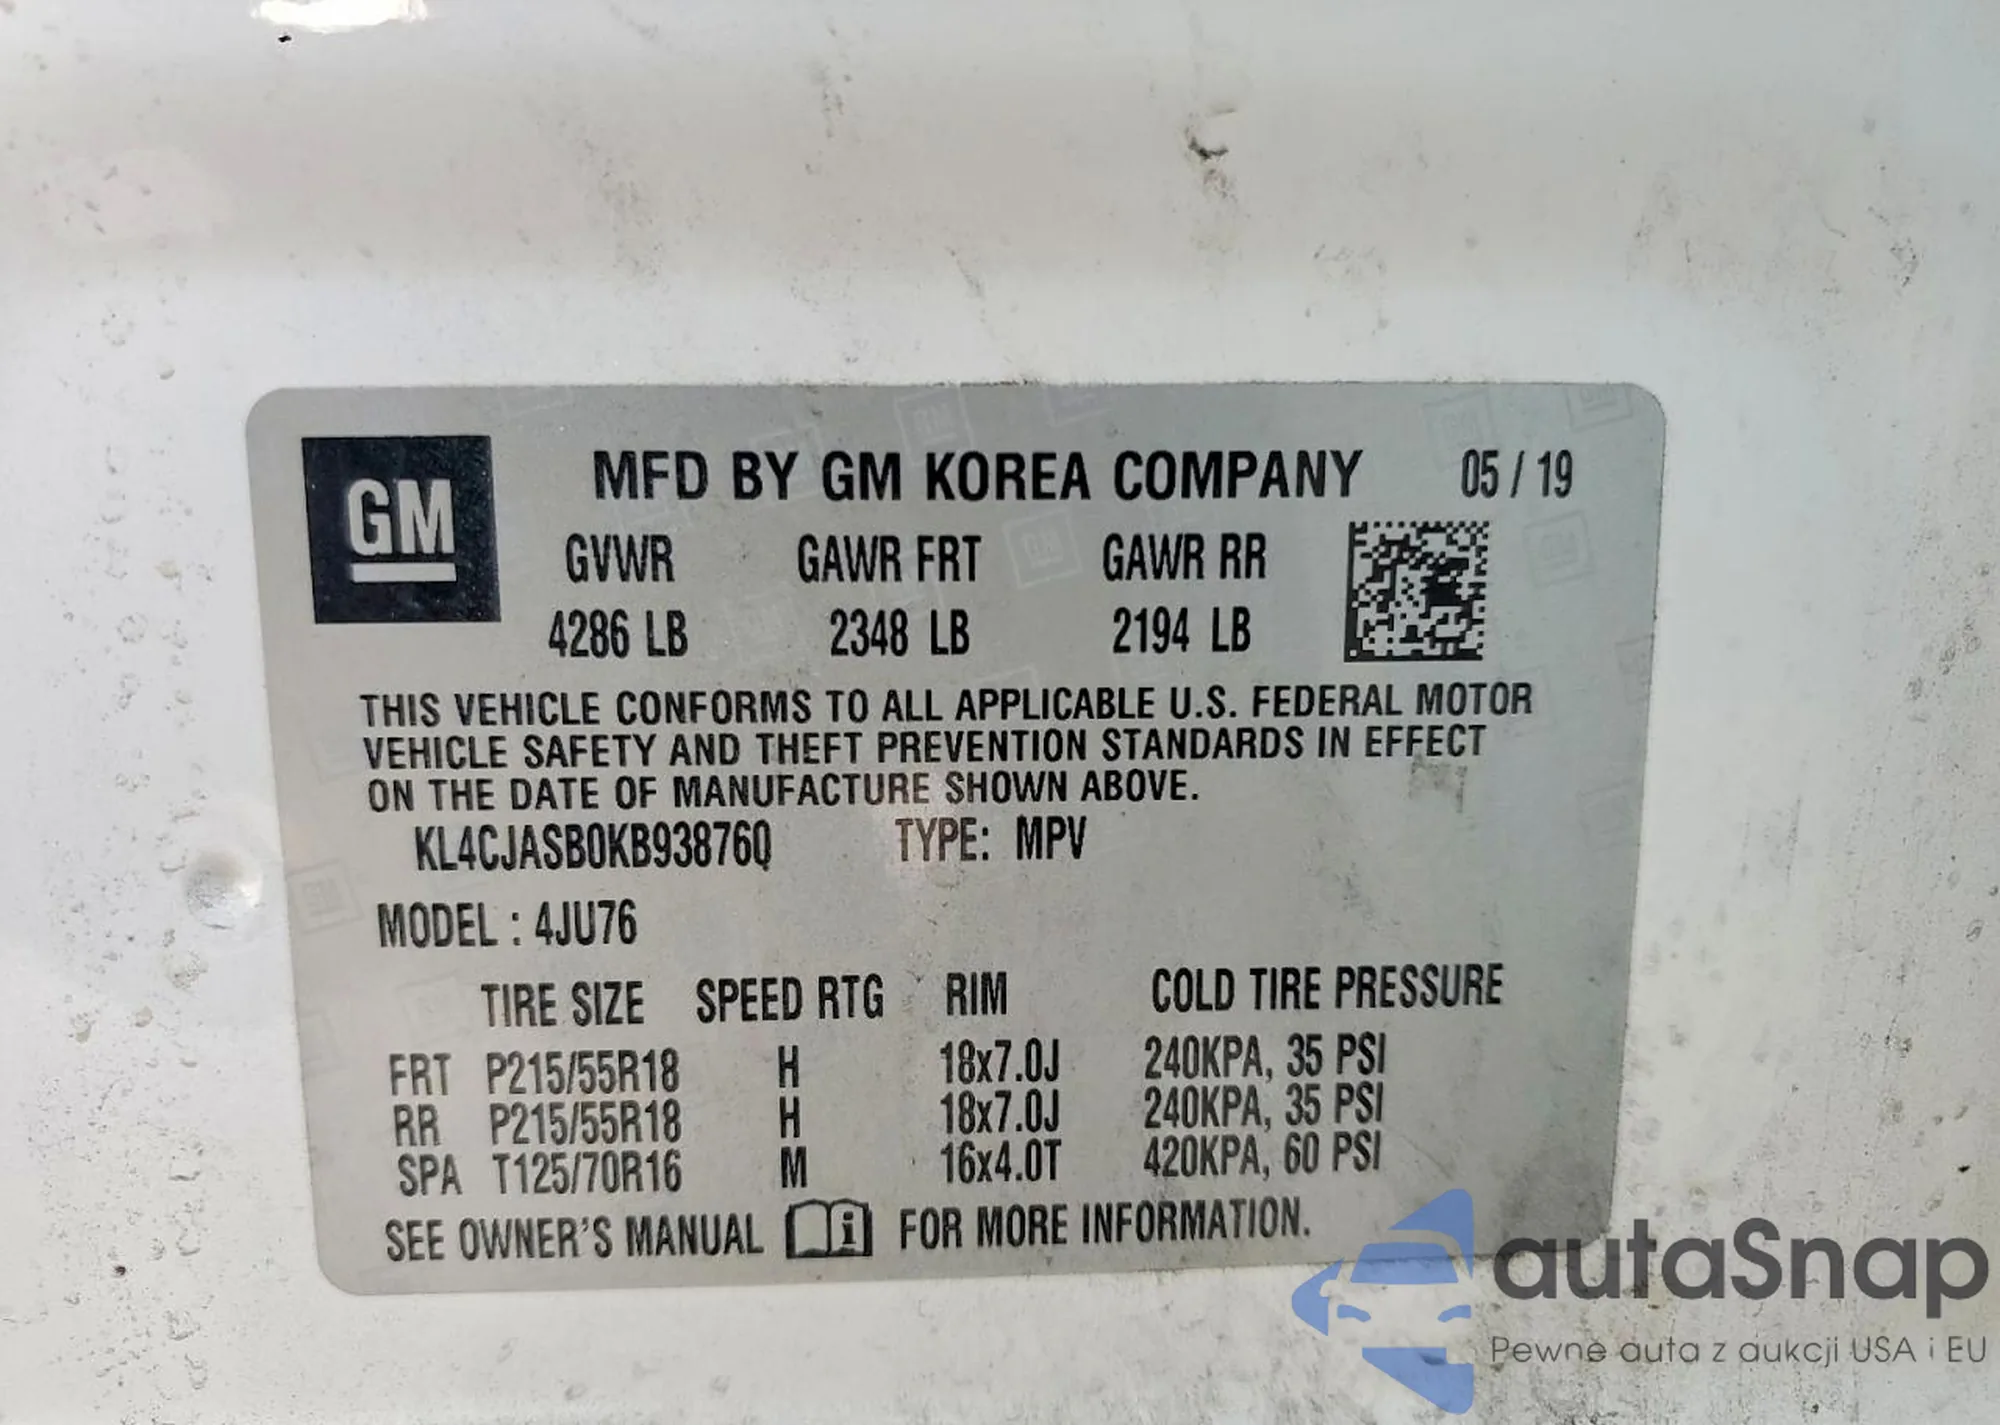 GM
MFD BY GM KOREA COMPANY 05 / 19
GVWR GAWR FRT GAWR RR
4286 LB 2348 LB 2194 LB
THIS VEHICLE CONFORMS TO ALL APPLICABLE U.S. FEDERAL MOTOR
VEHICLE SAFETY AND THEFT PREVENTION STANDARDS IN EFFECT
ON THE DATE OF MANUFACTURE SHOWN ABOVE.
KL4CJASB0KB938760 TYPE: MPV
MODEL : 4JU76
TIRE SIZE SPEED RTG RIM COLD TIRE PRESSURE
FRT P215/55R18 H 18x7.0J 240KPA, 35 PSI
RR P215/55R18 H 18x7.0J 240KPA, 35 PSI
SPA T125/70R16 M 16x4.0T 420KPA, 60 PSI
SEE OWNER'S MANUAL i FOR MORE INFORMATION.
autaSnap
Pewne auta z aukcji USA i EU